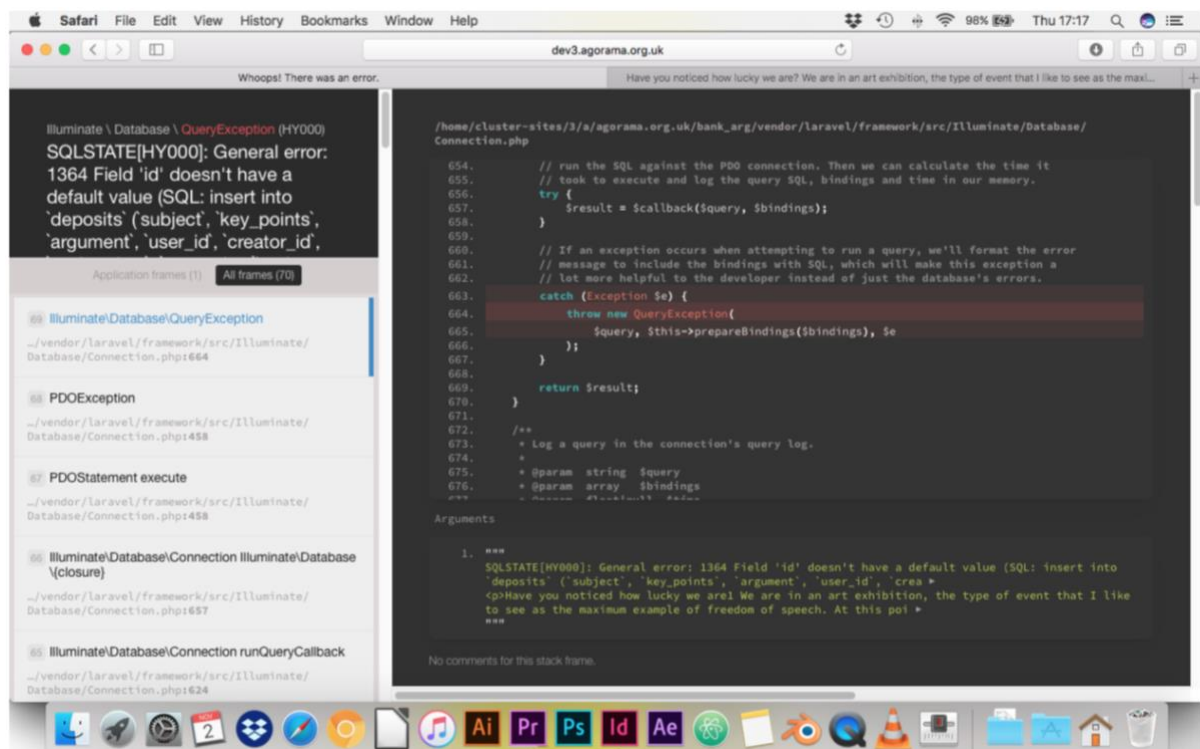 Safari File Edit View History Bookmarks Window Help 98% Thu 17:17
dev3.agorama.org.uk
Whoops! There was an error.
Have you noticed how lucky we are? We are in an art exhibition, the type of event that I like to see as the maxi...
Illuminate \ Database \ QueryException (HY000)
SQLSTATE[HY000]: General error:
1364 Field 'id' doesn't have a
default value (SQL: insert into
`deposits` (`subject`, `key_points`,
`argument`, `user_id`, `creator_id`,
Application frames (1) All frames (70)
69 Illuminate\Database\QueryException
…/vendor/laravel/framework/src/Illuminate/
Database/Connection.php:664
68 PDOException
…/vendor/laravel/framework/src/Illuminate/
Database/Connection.php:458
67 PDOStatement execute
…/vendor/laravel/framework/src/Illuminate/
Database/Connection.php:458
66 Illuminate\Database\Connection Illuminate\Database
\{closure}
…/vendor/laravel/framework/src/Illuminate/
Database/Connection.php:657
65 Illuminate\Database\Connection runQueryCallback
…/vendor/laravel/framework/src/Illuminate/
Database/Connection.php:624
/home/cluster-sites/3/a/agorama.org.uk/bank_arg/vendor/laravel/framework/src/Illuminate/Database/
Connection.php
654. // run the SQL against the PDO connection. Then we can calculate the time it
655. // took to execute and log the query SQL, bindings and time in our memory.
656. try {
657. $result = $callback($query, $bindings);
658. }
659.
660. // If an exception occurs when attempting to run a query, we'll format the error
661. // message to include the bindings with SQL, which will make this exception a
662. // lot more helpful to the developer instead of just the database's errors.
663. catch (Exception $e) {
664. throw new QueryException(
665. $query, $this->prepareBindings($bindings), $e
666. );
667. }
668.
669. return $result;
670. }
671.
672. /**
673. * Log a query in the connection's query log.
674. *
675. * @param string $query
676. * @param array $bindings
Arguments
1. """
SQLSTATE[HY000]: General error: 1364 Field 'id' doesn't have a default value (SQL: insert into
`deposits` (`subject`, `key_points`, `argument`, `user_id`, `crea ▶
<p>Have you noticed how lucky we are! We are in an art exhibition, the type of event that I like
to see as the maximum example of freedom of speech. At this poi ▶
"""
No comments for this stack frame.
NOV
2
Ai Pr Ps Id Ae